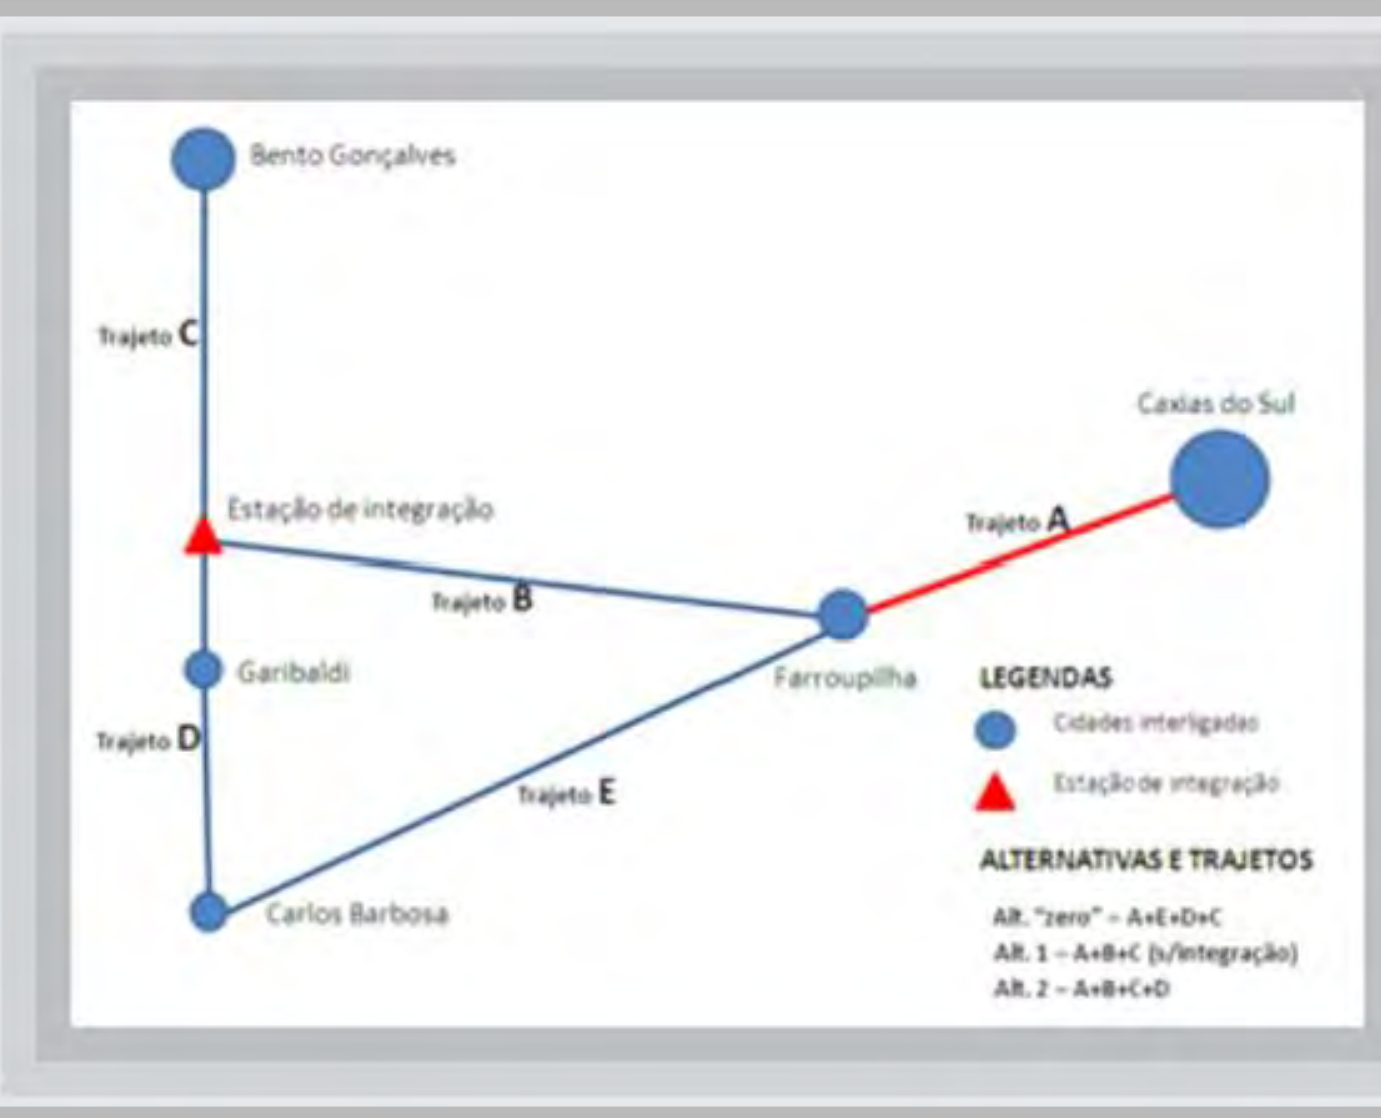 Bento Gonçalves
Trajeto C
Caxias do Sul
Estação de integração
Trajeto A
Trajeto B
Garibaldi
Farroupilha
Trajeto D
Trajeto E
Carlos Barbosa
LEGENDAS
Cidades interligadas
Estação de integração
ALTERNATIVAS E TRAJETOS
Alt. "zero" – A+E+D+C
Alt. 1 – A+B+C (s/integração)
Alt. 2 – A+B+C+D